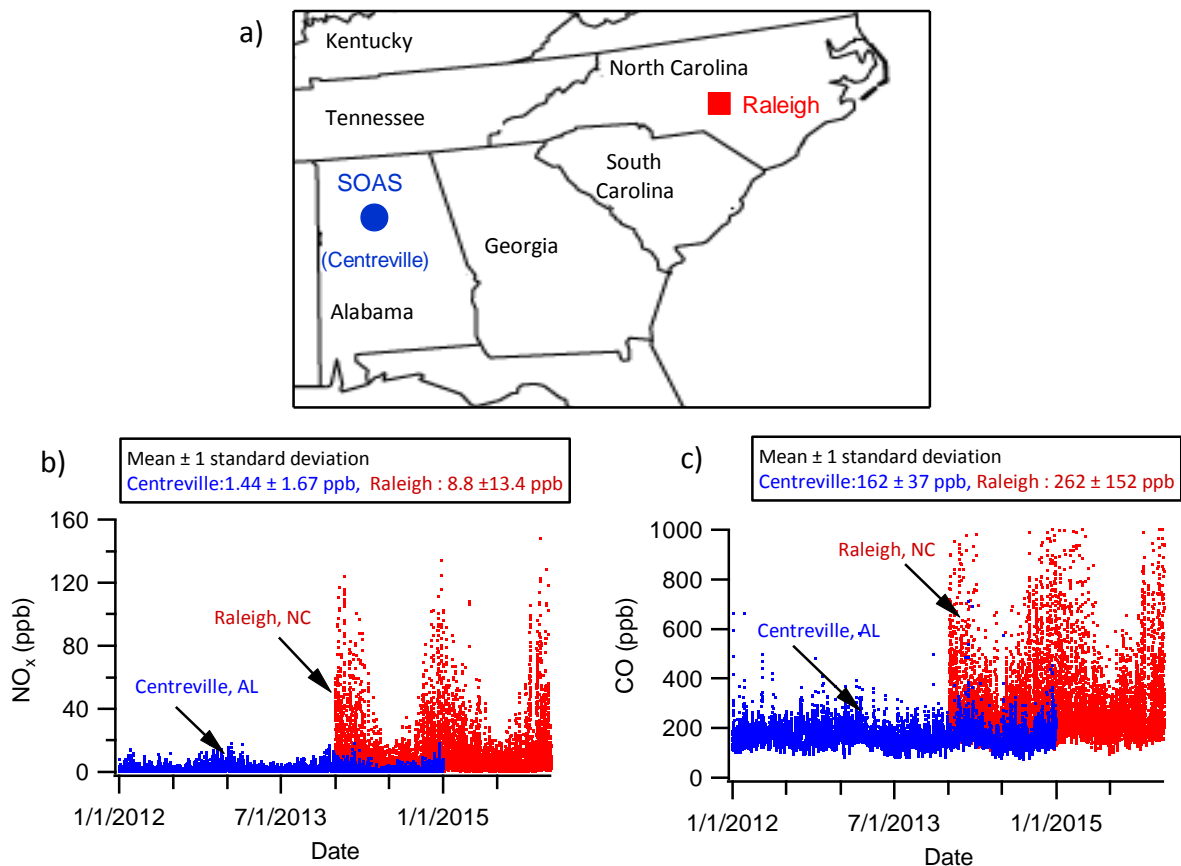 a)
Kentucky
North Carolina
Raleigh
Tennessee
South
Carolina
SOAS
Georgia
(Centreville)
Alabama
b)
Mean ± 1 standard deviation
Centreville:1.44 ± 1.67 ppb, Raleigh : 8.8 ±13.4 ppb
160
120
80
40
0
NOx (ppb)
Raleigh, NC
Centreville, AL
1/1/2012
7/1/2013
1/1/2015
Date
c)
Mean ± 1 standard deviation
Centreville:162 ± 37 ppb, Raleigh : 262 ± 152 ppb
1000
800
600
400
200
0
CO (ppb)
Raleigh, NC
Centreville, AL
1/1/2012
7/1/2013
1/1/2015
Date